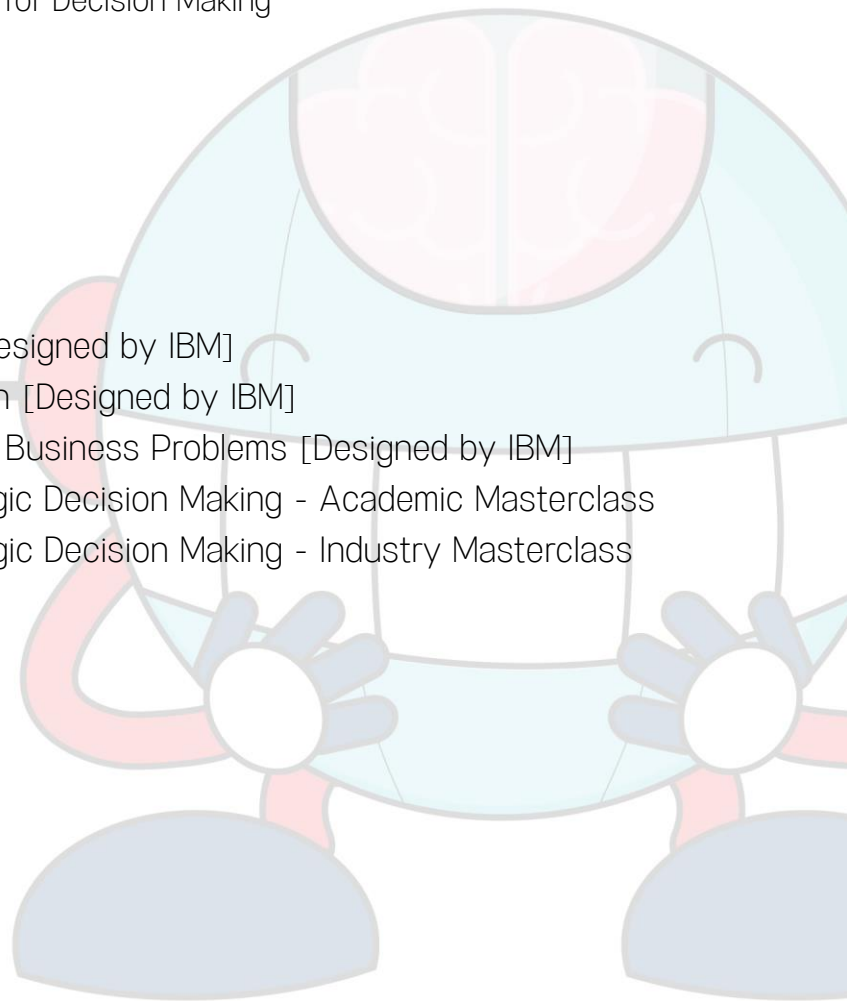 for Decision Making
esigned by IBM]
n [Designed by IBM]
Business Problems [Designed by IBM]
gic Decision Making - Academic Masterclass
gic Decision Making - Industry Masterclass